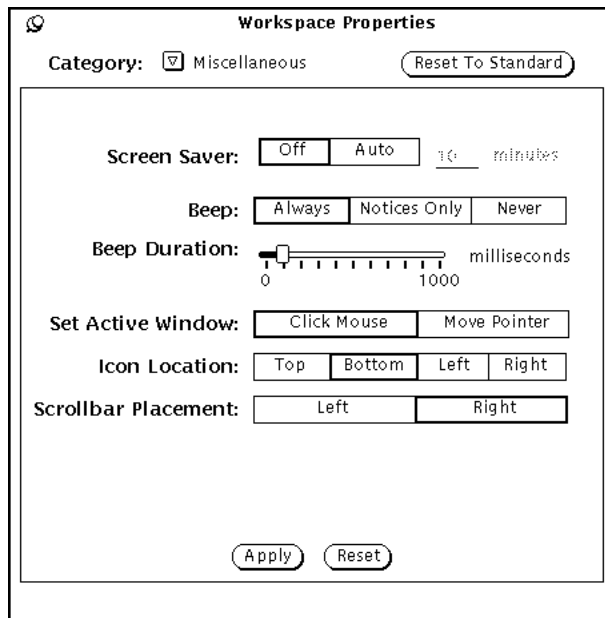 Workspace Properties
Category: Miscellaneous Reset To Standard
Screen Saver: Off Auto 10 minutes
Beep: Always Notices Only Never
Beep Duration: milliseconds
0 1000
Set Active Window: Click Mouse Move Pointer
Icon Location: Top Bottom Left Right
Scrollbar Placement: Left Right
Apply Reset